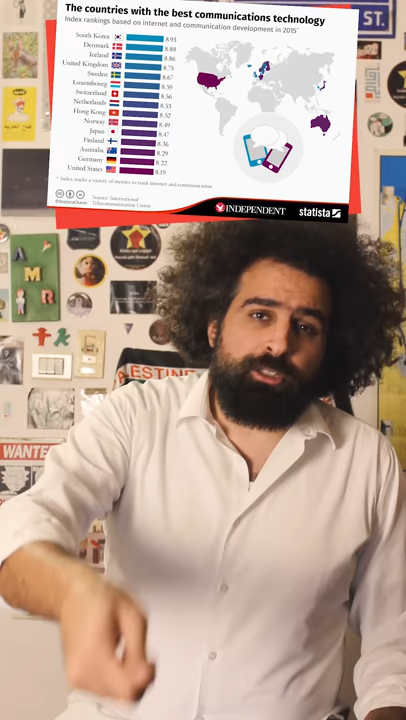 The countries with the best communications technology
Index rankings based on internet and communication development in 2015*
South Korea 8.93
Denmark 8.88
Iceland 8.86
United Kingdom 8.75
Sweden 8.67
Luxembourg 8.59
Switzerland 8.56
Netherlands 8.53
Hong Kong 8.52
Norway 8.49
Japan 8.47
Finland 8.36
Australia 8.29
Germany 8.22
United States 8.19
* Index tracks a variety of metrics to track internet and communication
Source: International
Telecommunication Union
INDEPENDENT
statista
ST.
A
M
R
ESTINE
WANTE